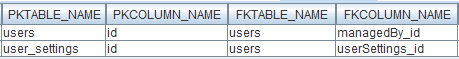 PKTABLE_NAME PKCOLUMN_NAME FKTABLE_NAME FKCOLUMN_NAME
users id users managedBy_id
user_settings id users userSettings_id